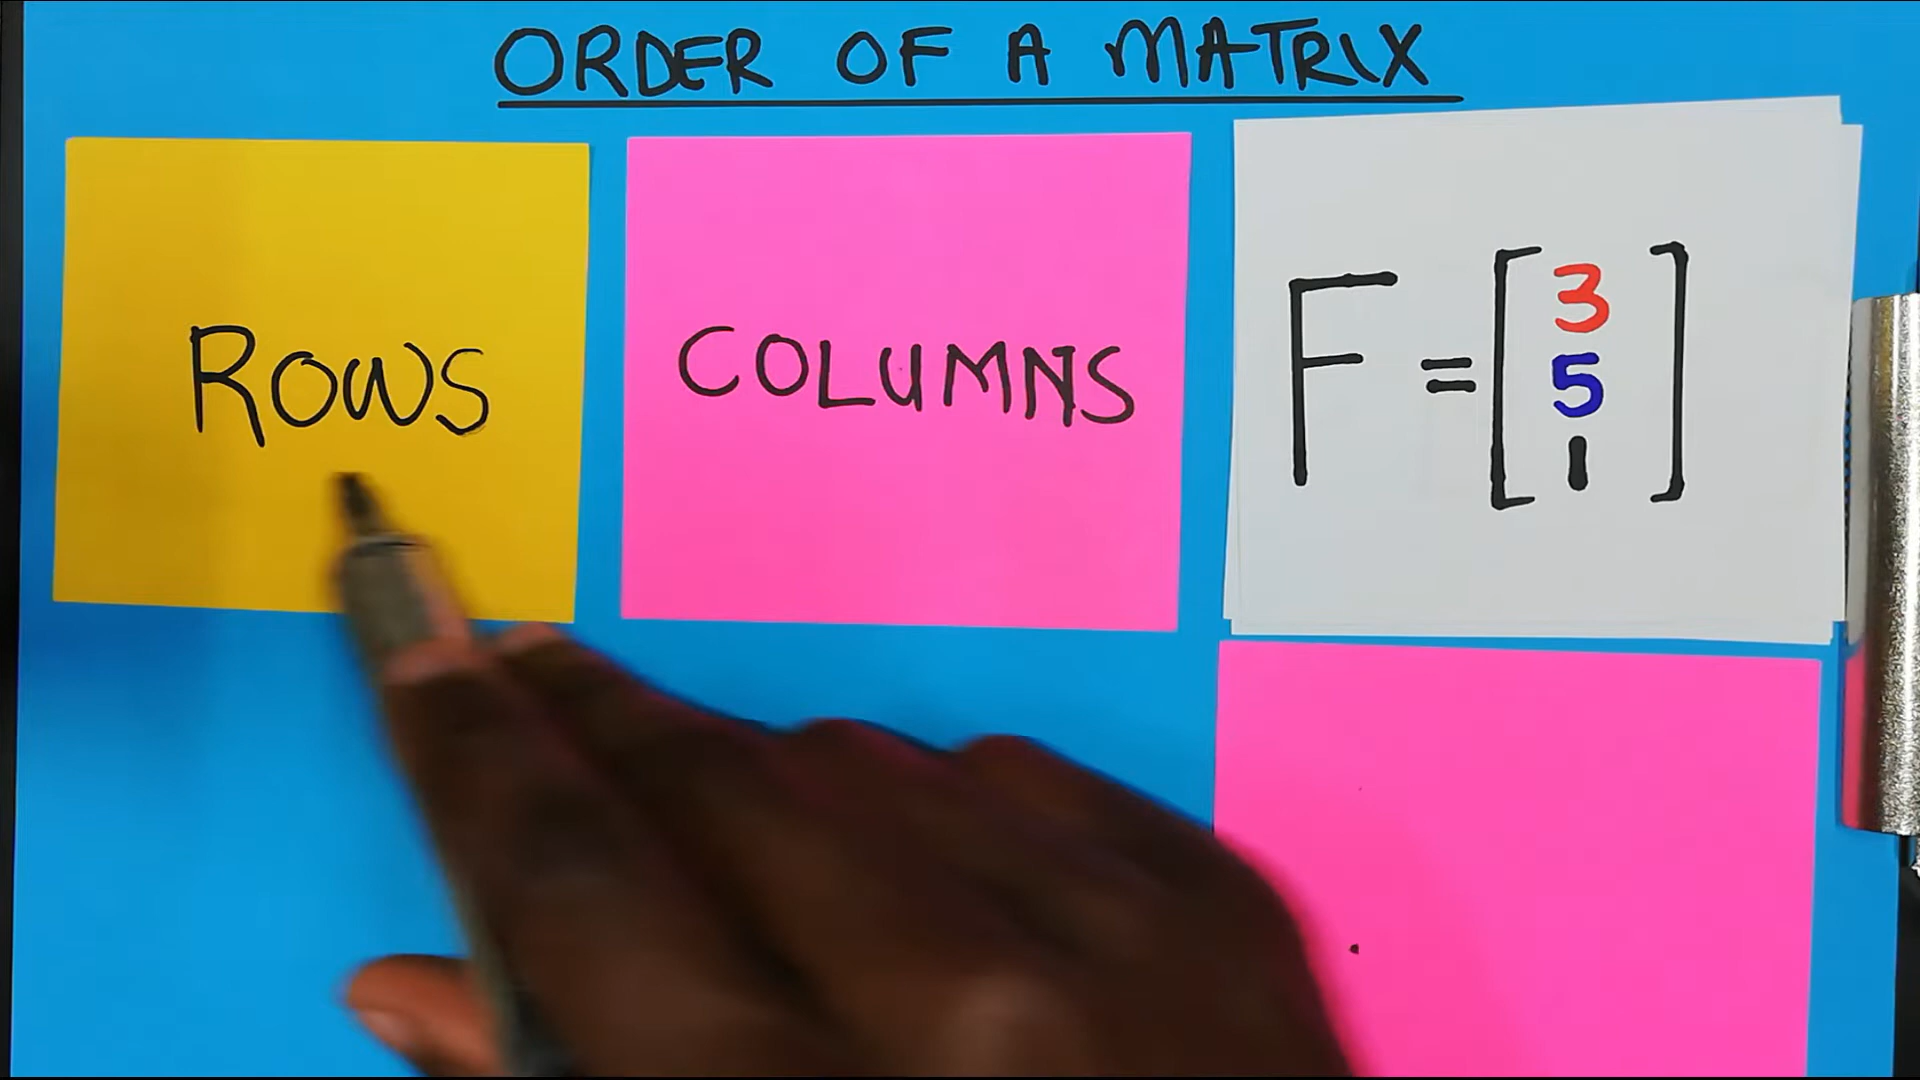 ORDER OF A MATRIX
ROWS
COLUMNS
F = [3
5
1]